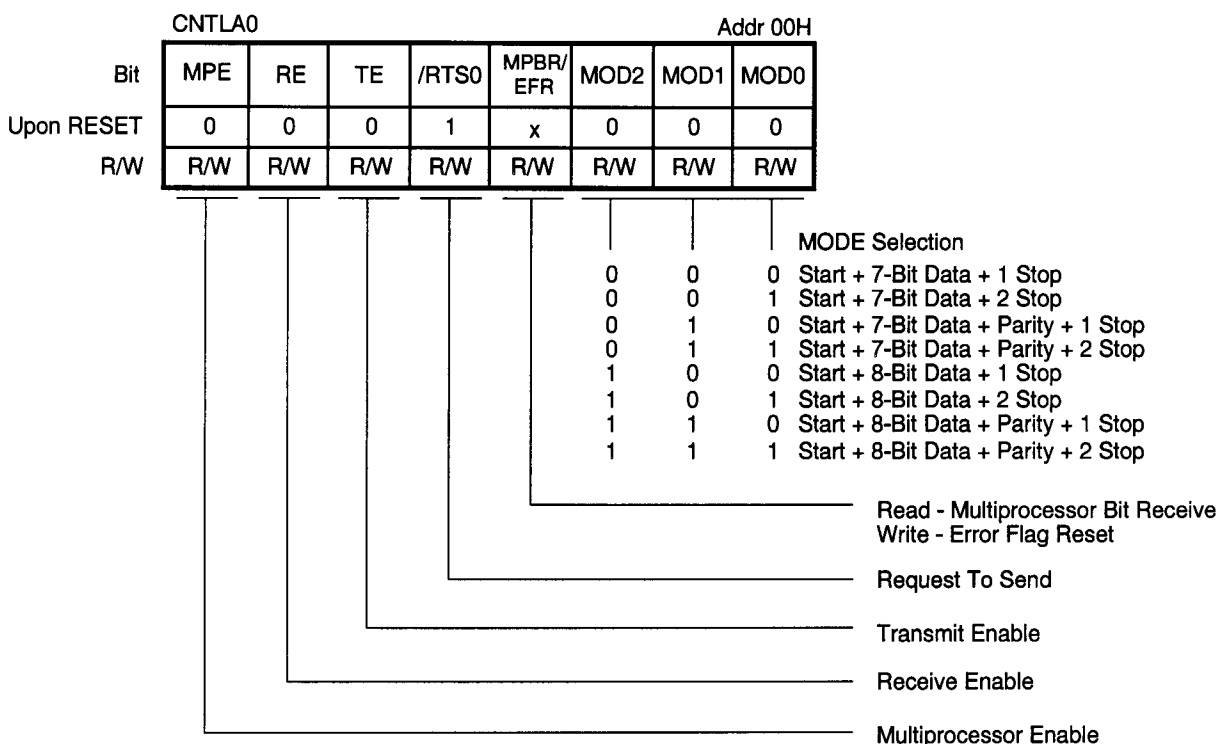 CNTLA0 Addr 00H
Bit MPE RE TE /RTS0 MPBR/ EFR MOD2 MOD1 MOD0
Upon RESET 0 0 0 1 x 0 0 0
R/W R/W R/W R/W R/W R/W R/W R/W R/W
MODE Selection
0 0 0 Start + 7-Bit Data + 1 Stop
0 0 1 Start + 7-Bit Data + 2 Stop
0 1 0 Start + 7-Bit Data + Parity + 1 Stop
0 1 1 Start + 7-Bit Data + Parity + 2 Stop
1 0 0 Start + 8-Bit Data + 1 Stop
1 0 1 Start + 8-Bit Data + 2 Stop
1 1 0 Start + 8-Bit Data + Parity + 1 Stop
1 1 1 Start + 8-Bit Data + Parity + 2 Stop
Read - Multiprocessor Bit Receive
Write - Error Flag Reset
Request To Send
Transmit Enable
Receive Enable
Multiprocessor Enable